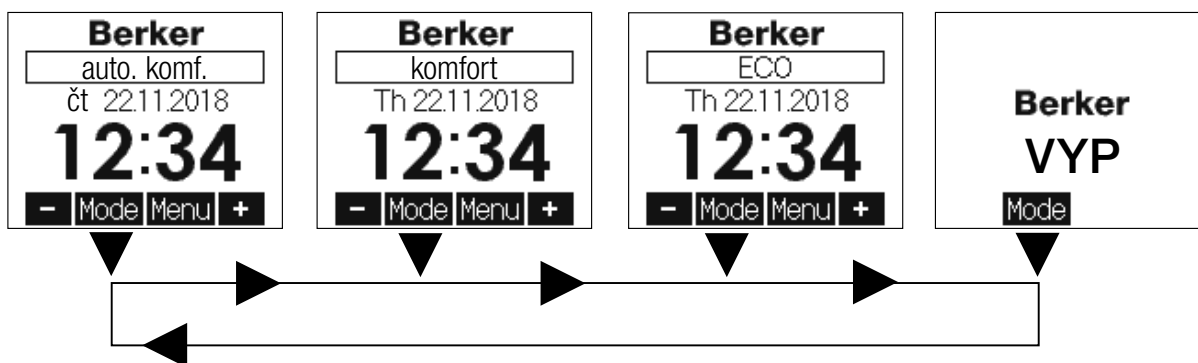 Berker
auto. komf.
čt 22.11.2018
12:34
− Mode Menu +
Berker
komfort
Th 22.11.2018
12:34
− Mode Menu +
Berker
ECO
Th 22.11.2018
12:34
− Mode Menu +
Berker
VYP
Mode